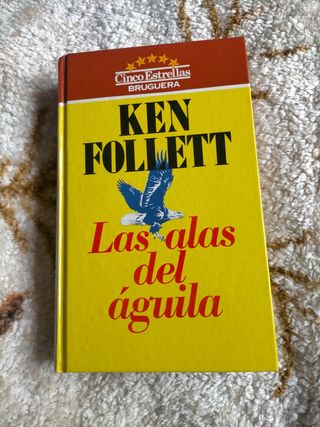 Cinco Estrellas
BRUGUERA
KEN
FOLLETT
Las alas
del
águila